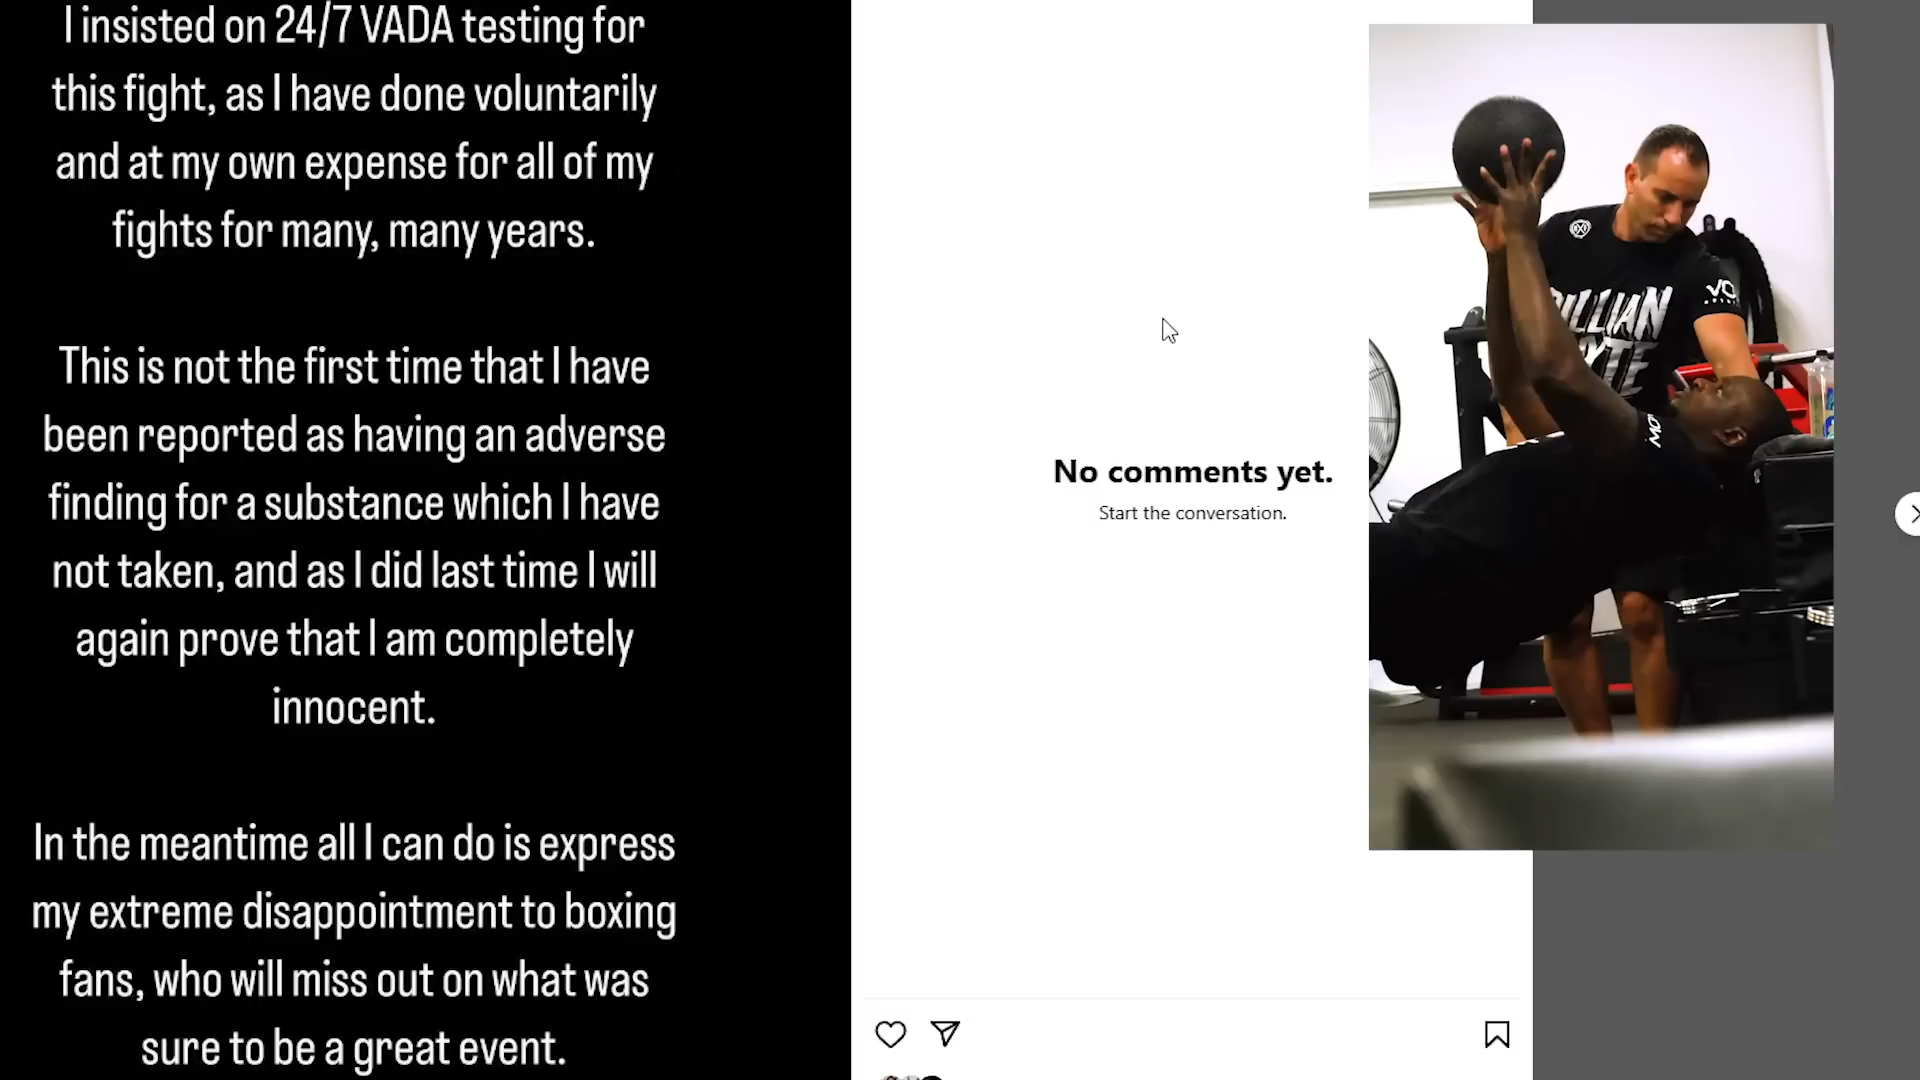 I insisted on 24/7 VADA testing for
this fight, as I have done voluntarily
and at my own expense for all of my
fights for many, many years.
This is not the first time that I have
been reported as having an adverse
finding for a substance which I have
not taken, and as I did last time I will
again prove that I am completely
innocent.
In the meantime all I can do is express
my extreme disappointment to boxing
fans, who will miss out on what was
sure to be a great event.
No comments yet.
Start the conversation.